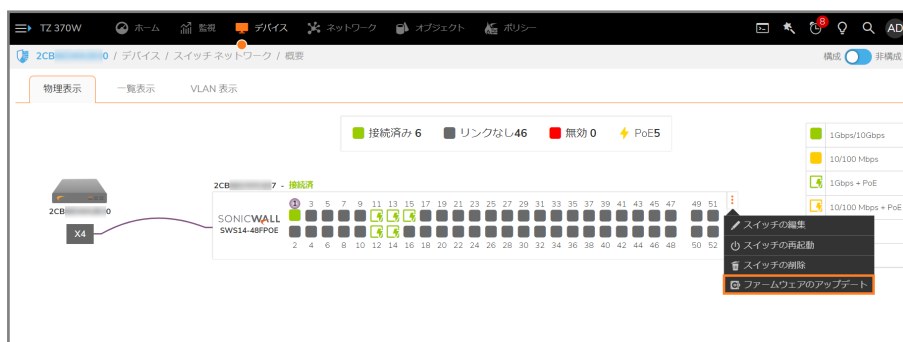 TZ 370W ホーム 監視 デバイス ネットワーク オブジェクト ポリシー 8 AD
2CB 0 / デバイス / スイッチ ネットワーク / 概要 構成 非構成
物理表示 一覧表示 VLAN 表示
接続済み 6 リンクなし46 無効 0 PoE5
1Gbps/10Gbps
10/100 Mbps
1Gbps + PoE
10/100 Mbps + PoE
2CB 0
X4
2CB 7 - 接続済
SONICWALL
SWS14-48FPOE
1 3 5 7 9 11 13 15 17 19 21 23 25 27 29 31 33 35 37 39 41 43 45 47 49 51
2 4 6 8 10 12 14 16 18 20 22 24 26 28 30 32 34 36 38 40 42 44 46 48 50 52
スイッチの編集
スイッチの再起動
スイッチの削除
ファームウェアのアップデート